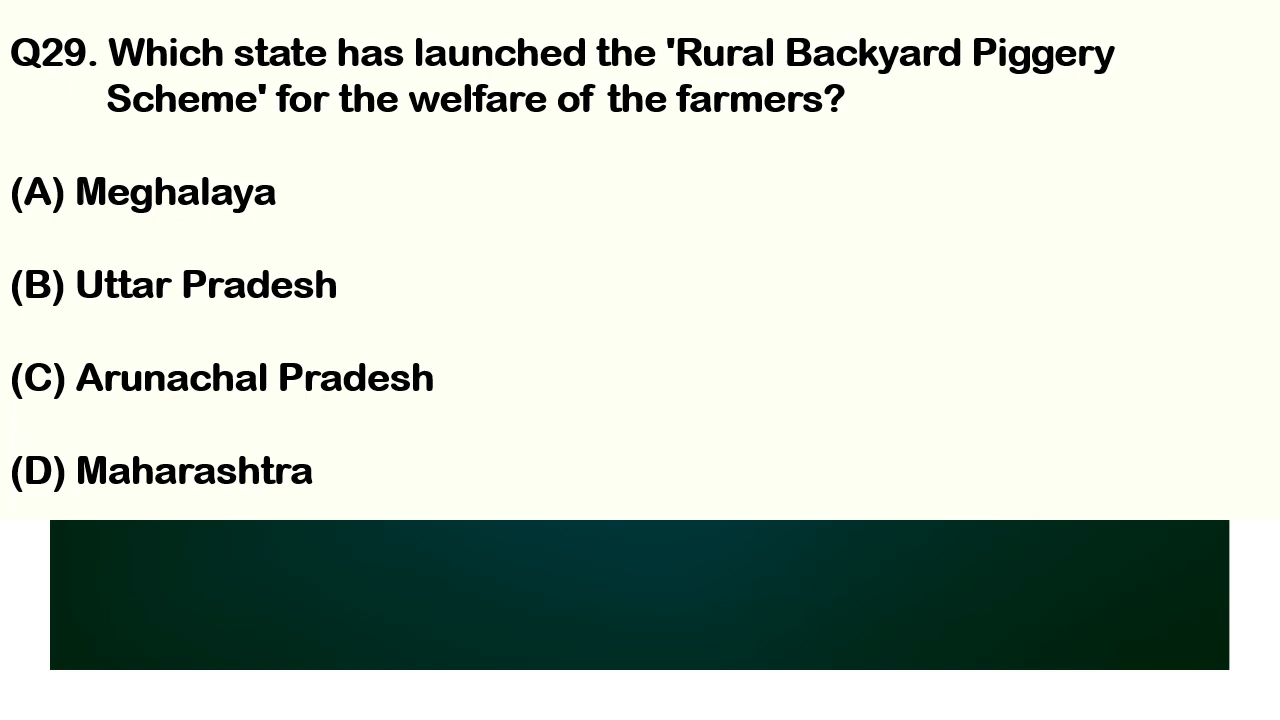 Q29. Which state has launched the 'Rural Backyard Piggery
Scheme' for the welfare of the farmers?
(A) Meghalaya
(B) Uttar Pradesh
(C) Arunachal Pradesh
(D) Maharashtra